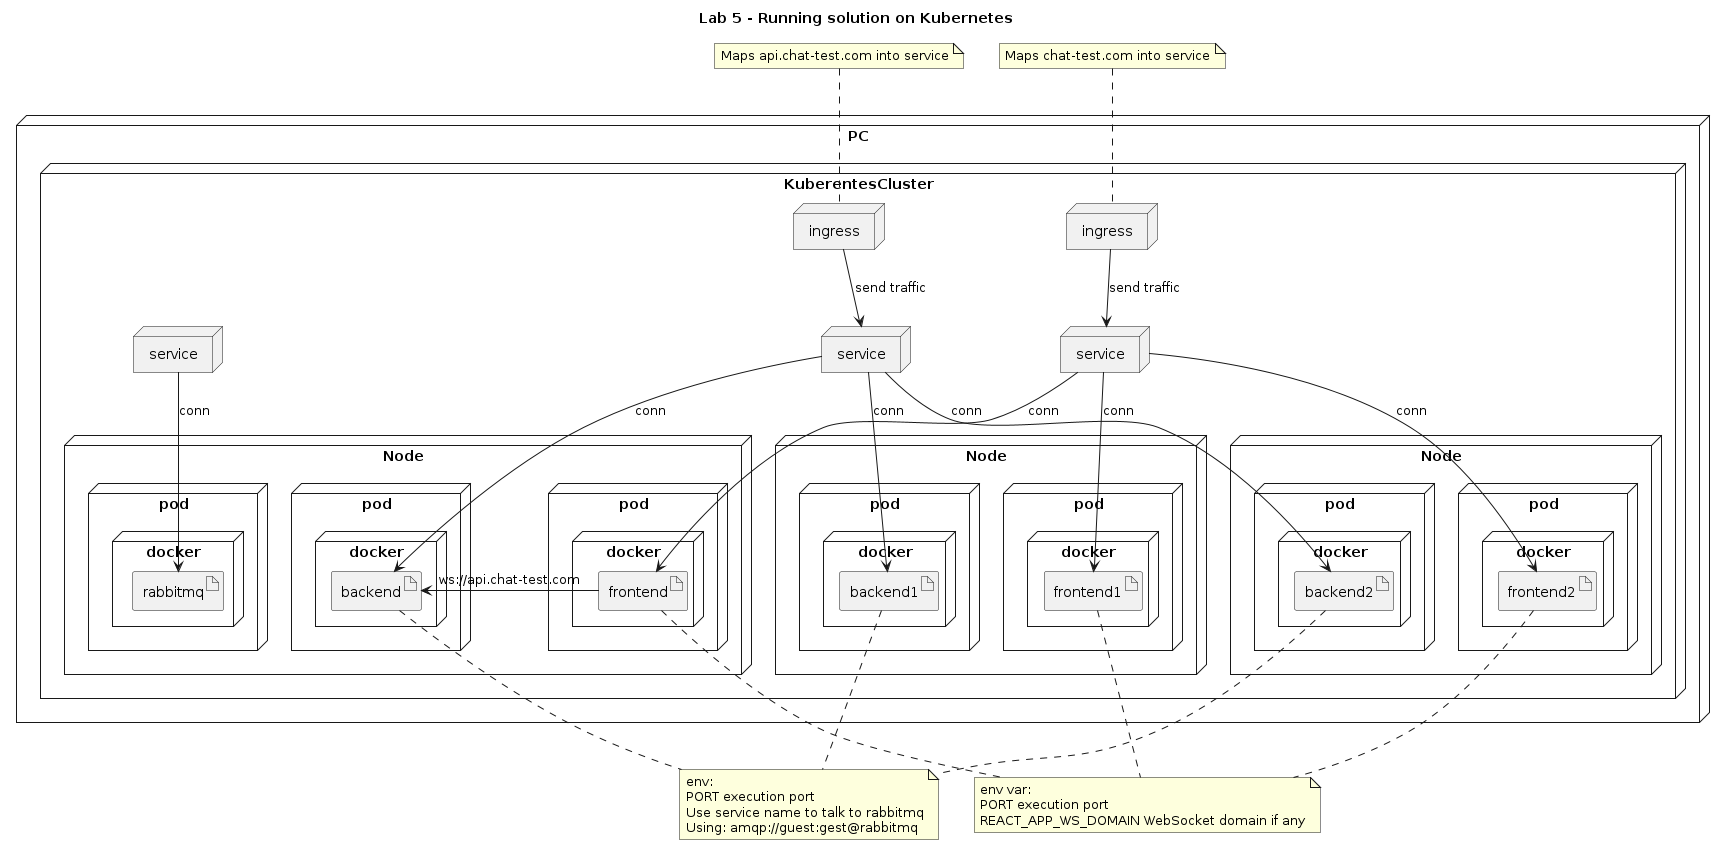 Lab 5 - Running solution on Kubernetes
Maps api.chat-test.com into service
Maps chat-test.com into service
PC
KuberentesCluster
ingress
ingress
send traffic
send traffic
service
service
service
conn
conn
conn
conn
conn
conn
conn
Node
Node
Node
pod
pod
pod
pod
pod
pod
pod
docker
docker
docker
docker
docker
docker
docker
ws://api.chat-test.com
rabbitmq
backend
frontend
backend1
frontend1
backend2
frontend2
env:
PORT execution port
Use service name to talk to rabbitmq
Using: amqp://guest:gest@rabbitmq
env var:
PORT execution port
REACT_APP_WS_DOMAIN WebSocket domain if any